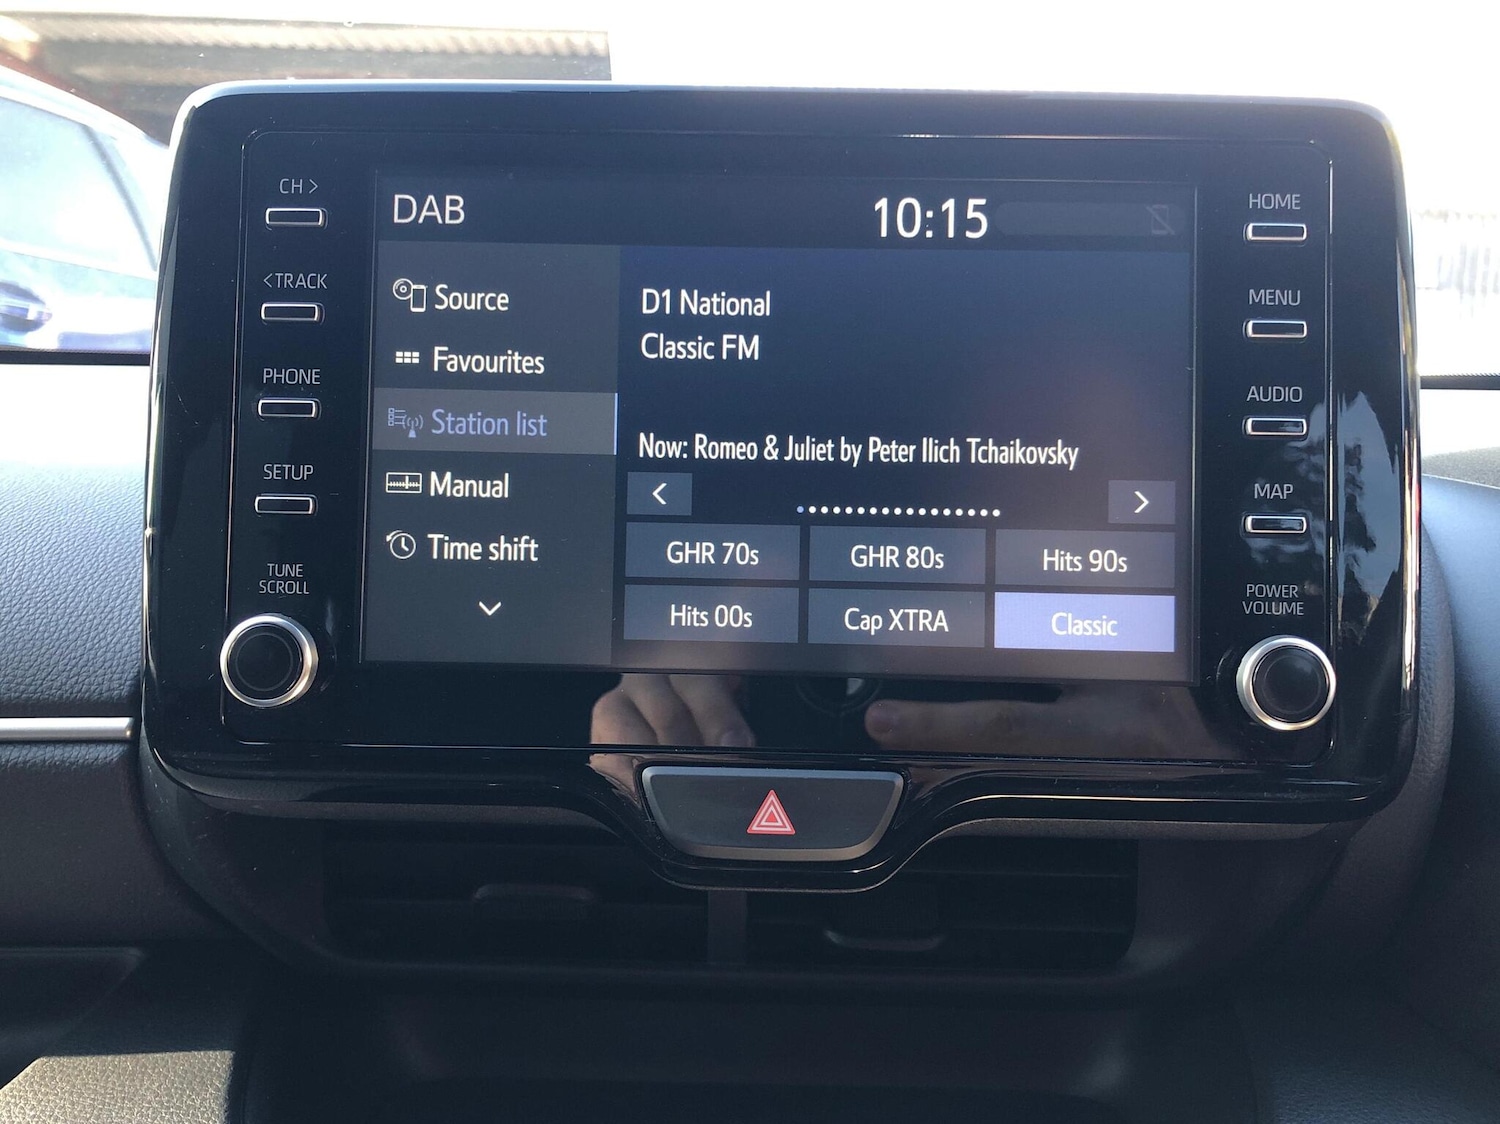 CH >
<TRACK
PHONE
SETUP
TUNE
SCROLL
DAB
10:15
Source
Favourites
Station list
Manual
Time shift
D1 National
Classic FM
Now: Romeo & Juliet by Peter Ilich Tchaikovsky
<
>
GHR 70s
GHR 80s
Hits 90s
Hits 00s
Cap XTRA
Classic
HOME
MENU
AUDIO
MAP
POWER
VOLUME